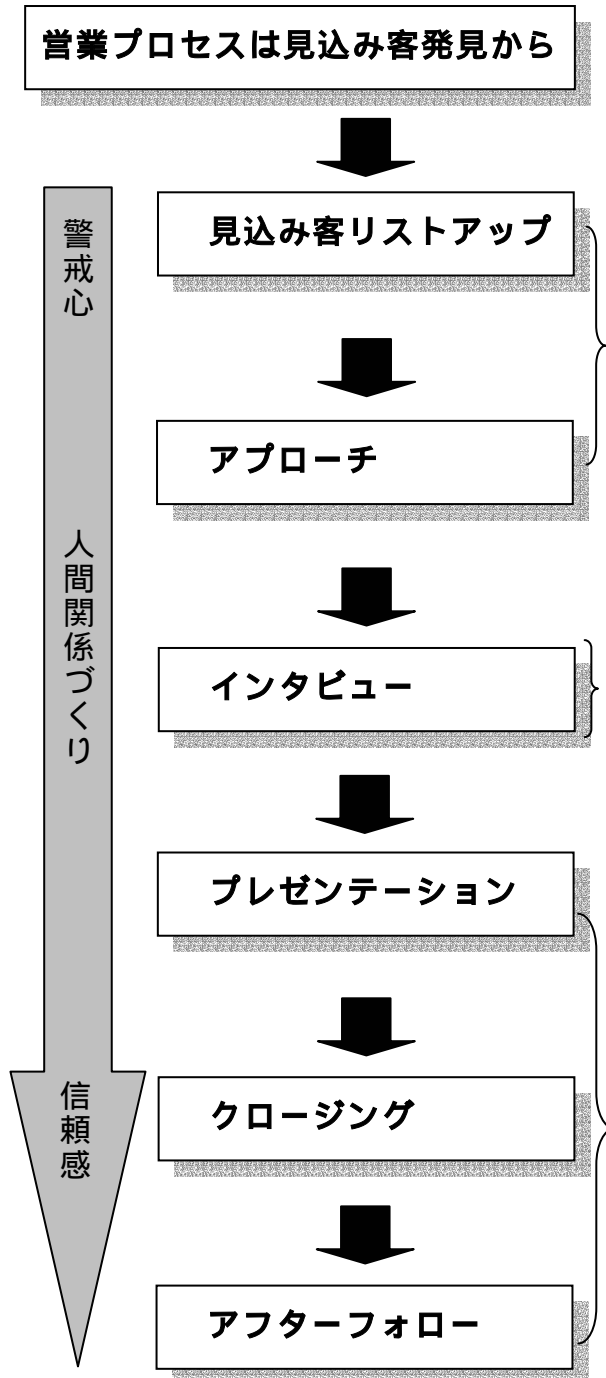 営業プロセスは見込み客発見から
警戒心
人間関係づくり
信頼感
見込み客リストアップ
アプローチ
インタビュー
プレゼンテーション
クロージング
アフターフォロー